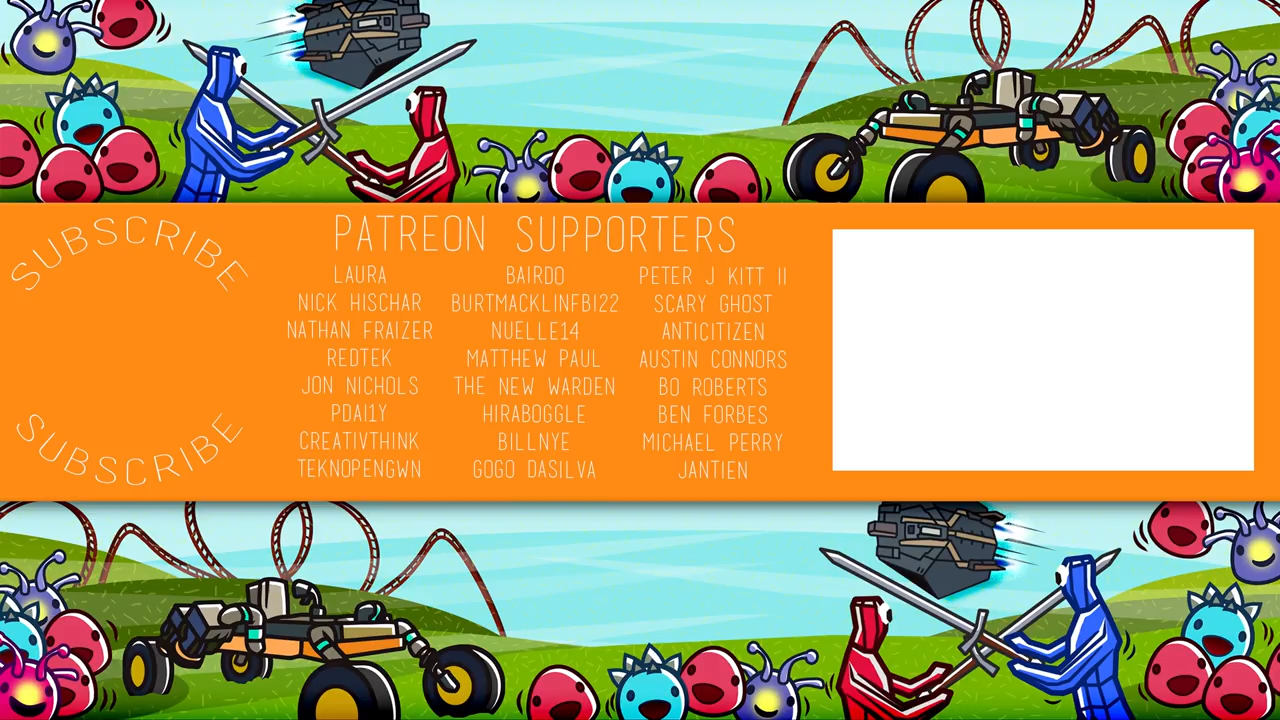 SUBSCRIBE
PATREON SUPPORTERS
LAURA BAIRDO PETER J KITT II
NICK HISCHAR BURTMACKLINFBI22 SCARY GHOST
NATHAN FRAIZER NUELLE14 ANTICITIZEN
REDTEK MATTHEW PAUL AUSTIN CONNORS
JON NICHOLS THE NEW WARDEN BO ROBERTS
PDAI1Y HIRABOGGLE BEN FORBES
CREATIVTHINK BILLNYE MICHAEL PERRY
TEKNOPENGWN GOGO DASILVA JANTIEN
SUBSCRIBE